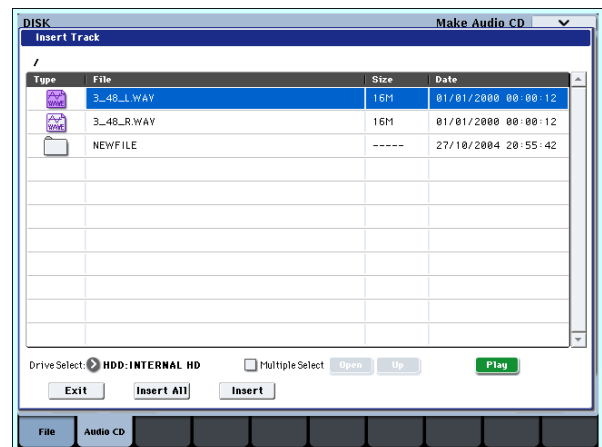 DISK Make Audio CD
Insert Track
/
Type File Size Date
WAVE 3_48_L.WAV 16M 01/01/2000 00:00:12
WAVE 3_48_R.WAV 16M 01/01/2000 00:00:12
NEWFILE ----- 27/10/2004 20:55:42
Drive Select: HDD:INTERNAL HD Multiple Select Open Up Play
Exit Insert All Insert
File Audio CD